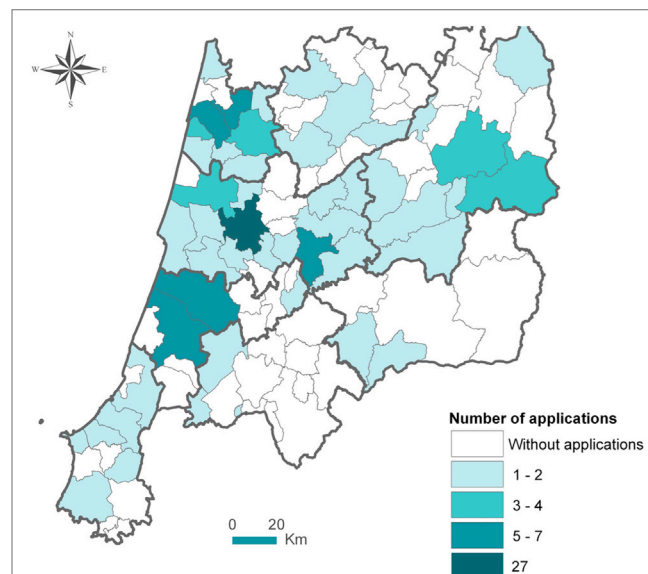 N
W E
S
Number of applications
Without applications
1 - 2
3 - 4
5 - 7
27
0 20
Km